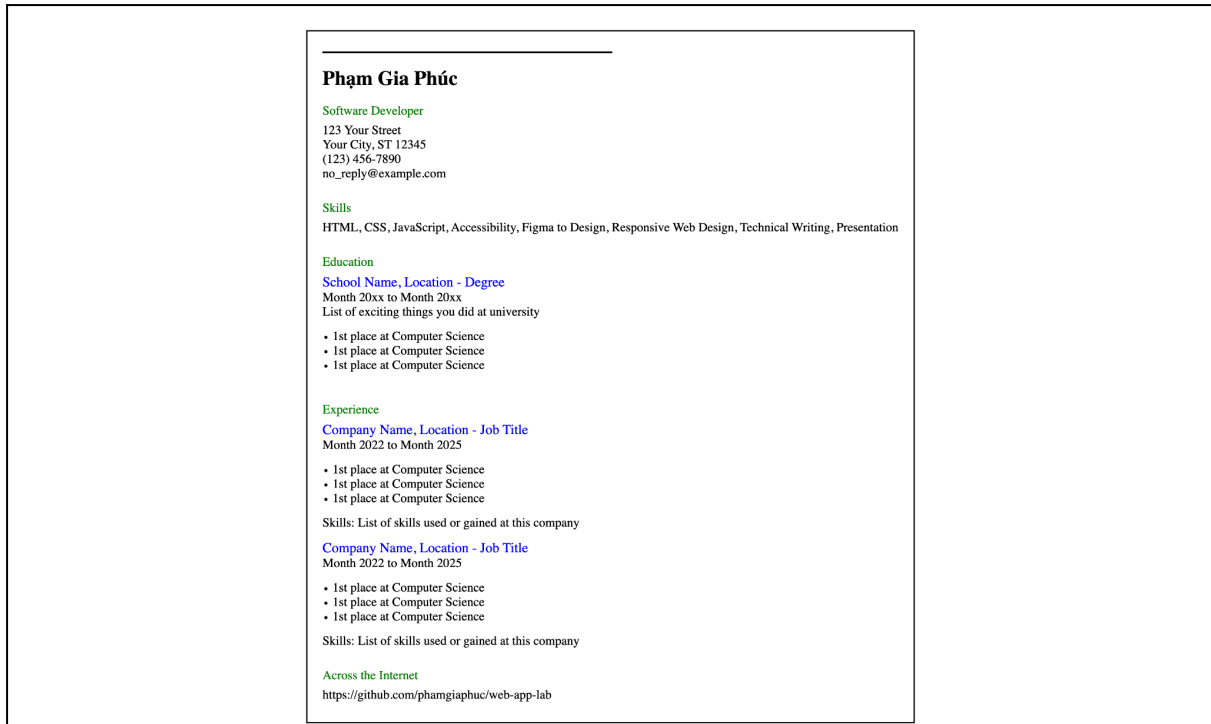 Phạm Gia Phúc
Software Developer
123 Your Street
Your City, ST 12345
(123) 456-7890
no_reply@example.com
Skills
HTML, CSS, JavaScript, Accessibility, Figma to Design, Responsive Web Design, Technical Writing, Presentation
Education
School Name, Location - Degree
Month 20xx to Month 20xx
List of exciting things you did at university
• 1st place at Computer Science
• 1st place at Computer Science
• 1st place at Computer Science
Experience
Company Name, Location - Job Title
Month 2022 to Month 2025
• 1st place at Computer Science
• 1st place at Computer Science
• 1st place at Computer Science
Skills: List of skills used or gained at this company
Company Name, Location - Job Title
Month 2022 to Month 2025
• 1st place at Computer Science
• 1st place at Computer Science
• 1st place at Computer Science
Skills: List of skills used or gained at this company
Across the Internet
https://github.com/phamgiaphuc/web-app-lab